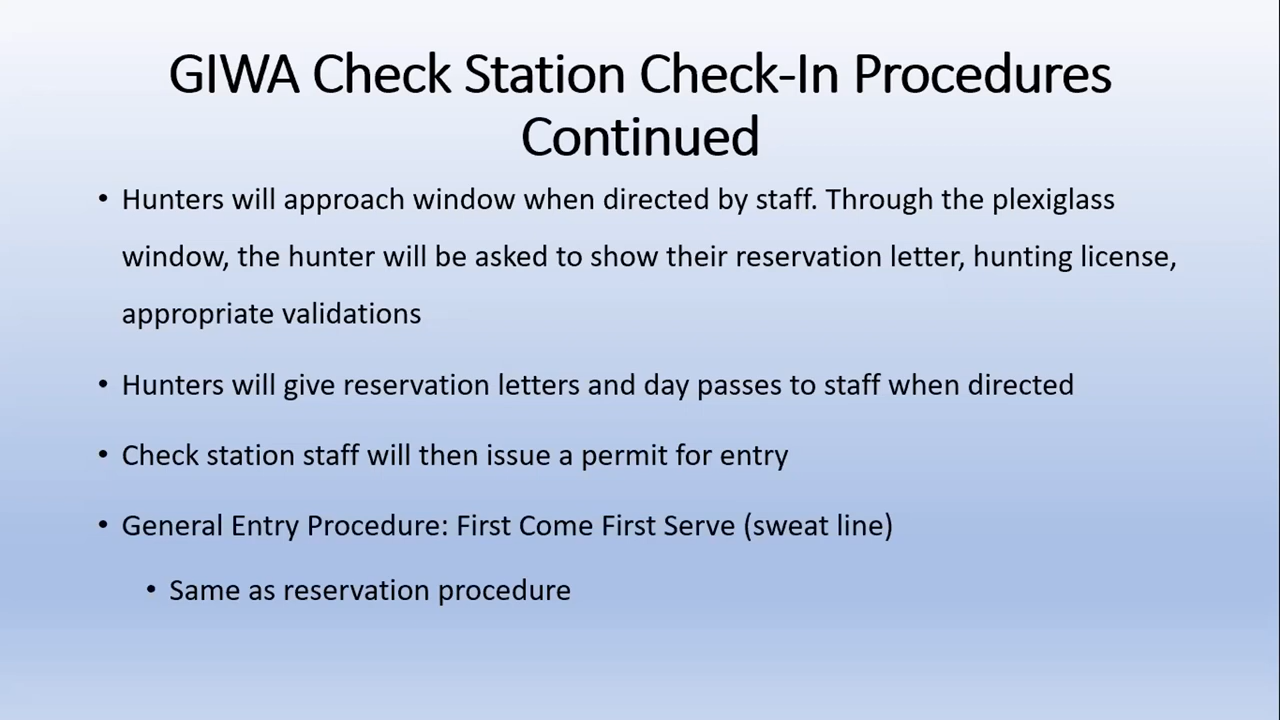 GIWA Check Station Check-In Procedures
Continued
• Hunters will approach window when directed by staff. Through the plexiglass
window, the hunter will be asked to show their reservation letter, hunting license,
appropriate validations
• Hunters will give reservation letters and day passes to staff when directed
• Check station staff will then issue a permit for entry
• General Entry Procedure: First Come First Serve (sweat line)
• Same as reservation procedure